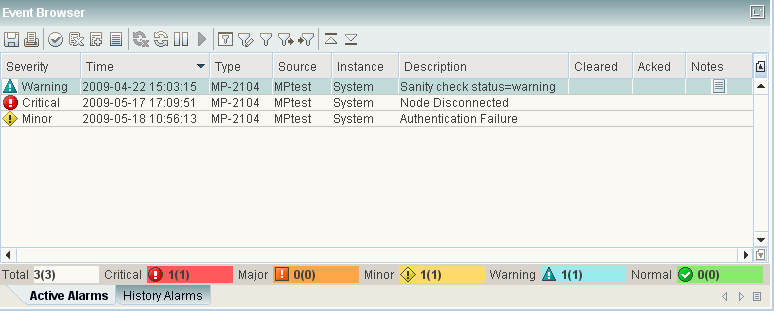 Event Browser
Severity Time Type Source Instance Description Cleared Acked Notes
Warning 2009-04-22 15:03:15 MP-2104 MPtest System Sanity check status=warning
Critical 2009-05-17 17:09:51 MP-2104 MPtest System Node Disconnected
Minor 2009-05-18 10:56:13 MP-2104 MPtest System Authentication Failure
Total 3(3) Critical 1(1) Major 0(0) Minor 1(1) Warning 1(1) Normal 0(0)
Active Alarms History Alarms